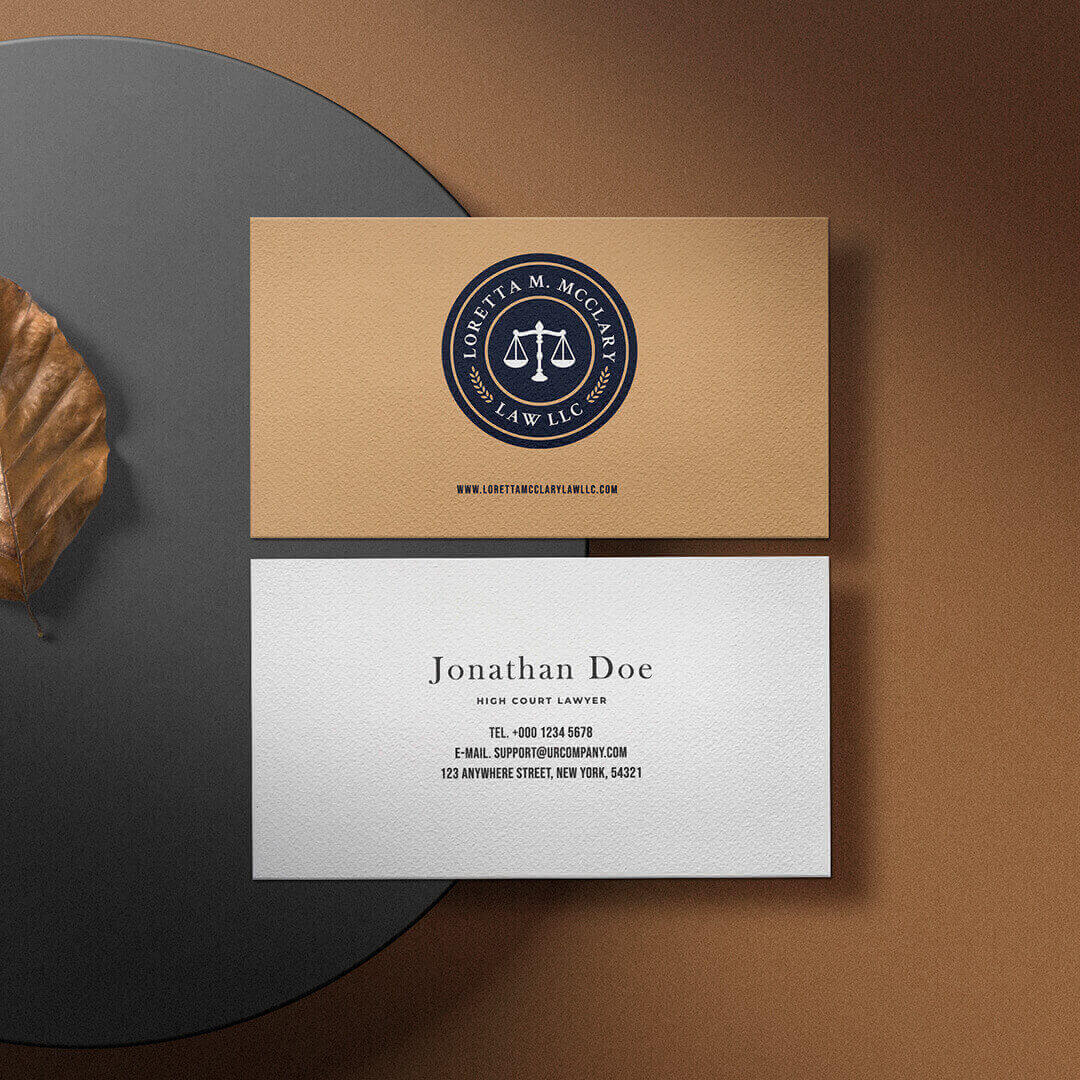 LORETTA M. MCCLARY
LAW LLC
WWW.LORETTAMCCLARYLAWLLC.COM
Jonathan Doe
HIGH COURT LAWYER
TEL. +000 1234 5678
E-MAIL. SUPPORT@URCOMPANY.COM
123 ANYWHERE STREET, NEW YORK, 54321